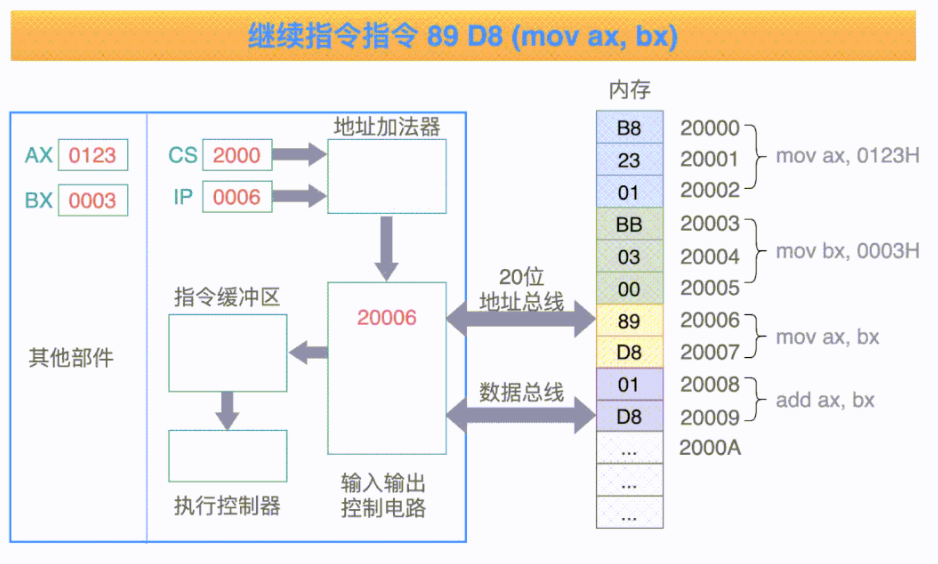 继续指令指令 89 D8 (mov ax, bx)
内存
地址加法器
AX 0123
CS 2000
BX 0003
IP 0006
指令缓冲区
20006
20位
地址总线
其他部件
数据总线
执行控制器
输入输出
控制电路
B8 20000
23 20001 mov ax, 0123H
01 20002
BB 20003
03 20004 mov bx, 0003H
00 20005
89 20006
mov ax, bx
D8 20007
01 20008
add ax, bx
D8 20009
... 2000A
...
...